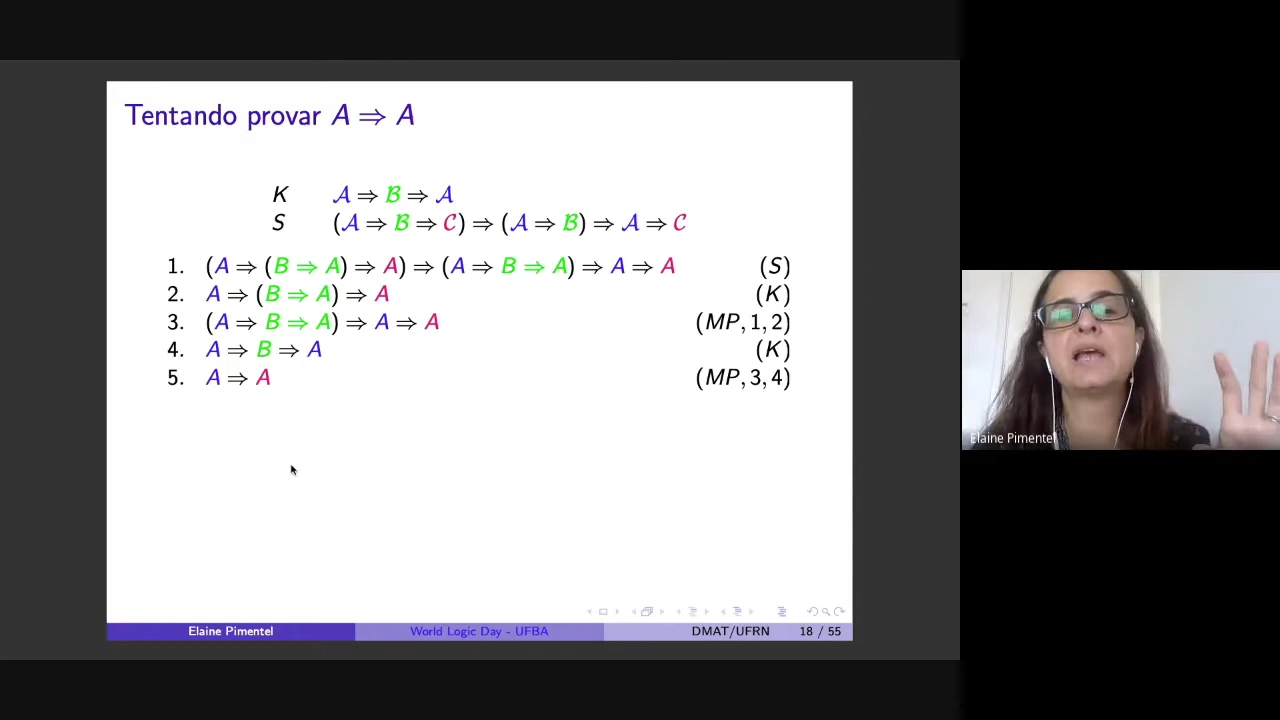 Tentando provar A ⇒ A
K 𝒜 ⇒ ℬ ⇒ 𝒜
S (𝒜 ⇒ ℬ ⇒ 𝒞) ⇒ (𝒜 ⇒ ℬ) ⇒ 𝒜 ⇒ 𝒞
1. (A ⇒ (B ⇒ A) ⇒ A) ⇒ (A ⇒ B ⇒ A) ⇒ A ⇒ A (S)
2. A ⇒ (B ⇒ A) ⇒ A (K)
3. (A ⇒ B ⇒ A) ⇒ A ⇒ A (MP, 1, 2)
4. A ⇒ B ⇒ A (K)
5. A ⇒ A (MP, 3, 4)
Elaine Pimentel World Logic Day - UFBA DMAT/UFRN 18 / 55
Elaine Pimentel